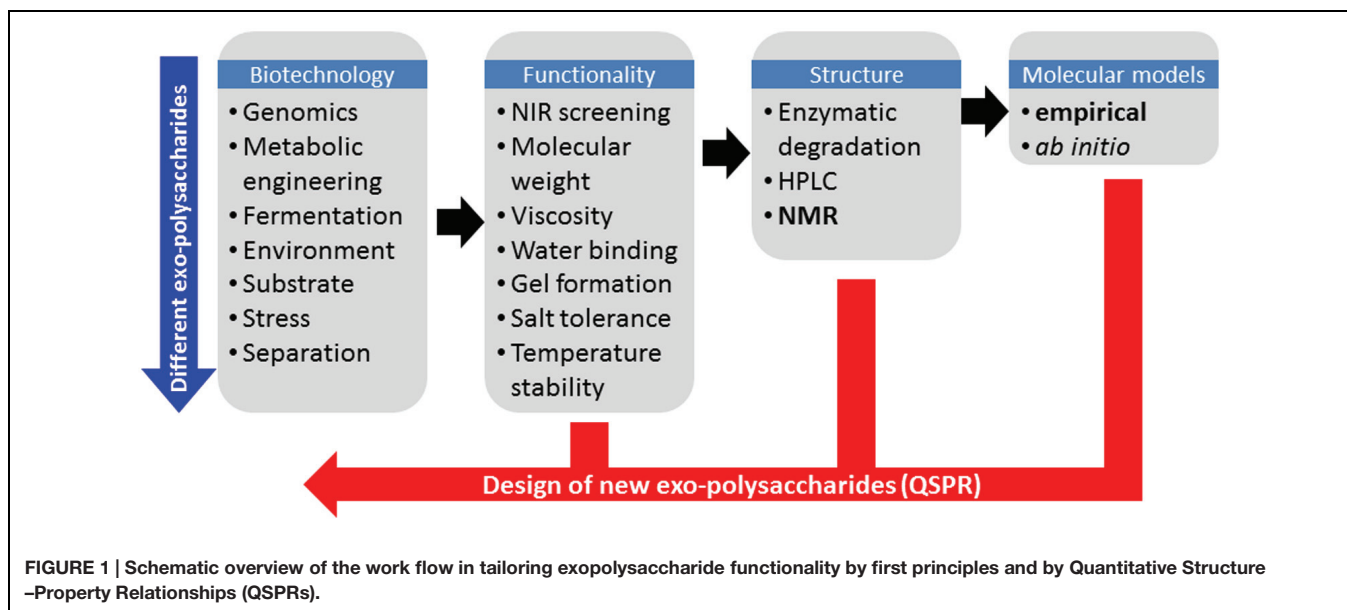 Different exo-polysaccharides
Biotechnology
• Genomics
• Metabolic
engineering
• Fermentation
• Environment
• Substrate
• Stress
• Separation
Functionality
• NIR screening
• Molecular
weight
• Viscosity
• Water binding
• Gel formation
• Salt tolerance
• Temperature
stability
Structure
• Enzymatic
degradation
• HPLC
• NMR
Molecular models
• empirical
• ab initio
Design of new exo-polysaccharides (QSPR)
FIGURE 1 | Schematic overview of the work flow in tailoring exopolysaccharide functionality by first principles and by Quantitative Structure
–Property Relationships (QSPRs).